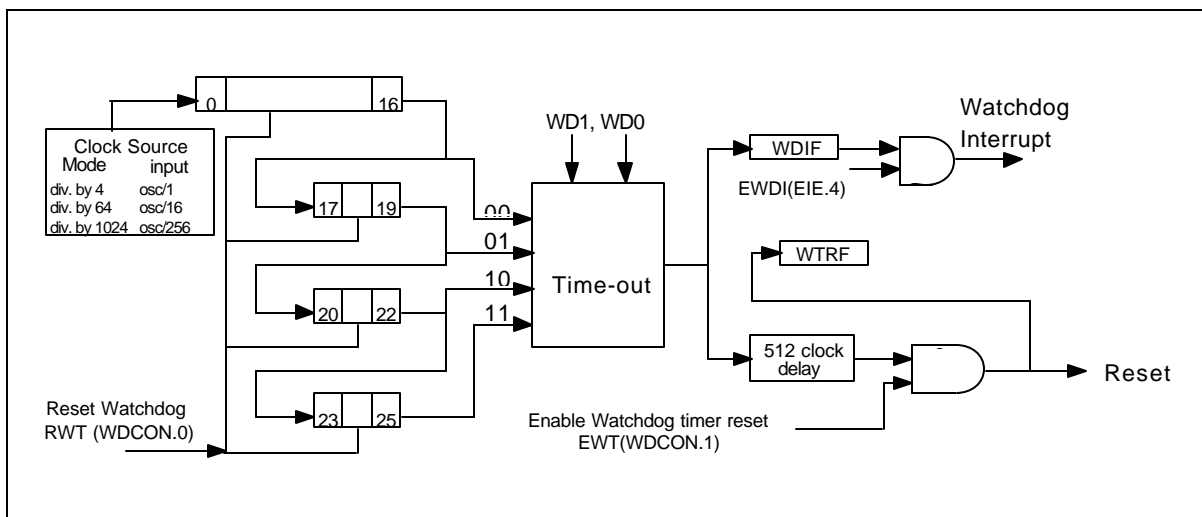 0 16
Clock Source
Mode input
div. by 4 osc/1
div. by 64 osc/16
div. by 1024 osc/256
17 19
20 22
23 25
Reset Watchdog
RWT (WDCON.0)
WD1, WD0
00
01
10
11
Time-out
WDIF
EWDI(EIE.4)
Watchdog
Interrupt
WTRF
512 clock
delay
Enable Watchdog timer reset
EWT(WDCON.1)
Reset